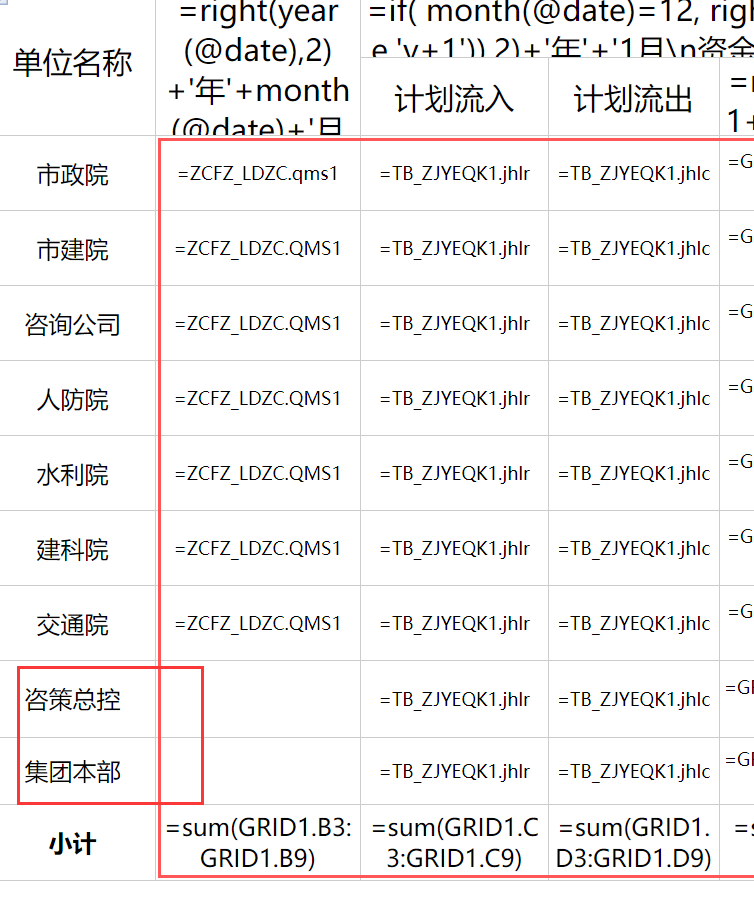 单位名称
=right(year
(@date),2)
+'年'+month
(@date)+'月
=if( month(@date)=12, rig
e,'y+1')),2)+'年'+'1月\n资金
计划流入
计划流出
1+
市政院
=ZCFZ_LDZC.qms1
=TB_ZJYEQK1.jhlr
=TB_ZJYEQK1.jhlc
=G
市建院
=ZCFZ_LDZC.QMS1
=TB_ZJYEQK1.jhlr
=TB_ZJYEQK1.jhlc
=G
咨询公司
=ZCFZ_LDZC.QMS1
=TB_ZJYEQK1.jhlr
=TB_ZJYEQK1.jhlc
=G
人防院
=ZCFZ_LDZC.QMS1
=TB_ZJYEQK1.jhlr
=TB_ZJYEQK1.jhlc
=G
水利院
=ZCFZ_LDZC.QMS1
=TB_ZJYEQK1.jhlr
=TB_ZJYEQK1.jhlc
=G
建科院
=ZCFZ_LDZC.QMS1
=TB_ZJYEQK1.jhlr
=TB_ZJYEQK1.jhlc
=G
交通院
=ZCFZ_LDZC.QMS1
=TB_ZJYEQK1.jhlr
=TB_ZJYEQK1.jhlc
=G
咨策总控
=TB_ZJYEQK1.jhlr
=TB_ZJYEQK1.jhlc
=G
集团本部
=TB_ZJYEQK1.jhlr
=TB_ZJYEQK1.jhlc
=G
小计
=sum(GRID1.B3:
GRID1.B9)
=sum(GRID1.C
3:GRID1.C9)
=sum(GRID1.
D3:GRID1.D9)
=s